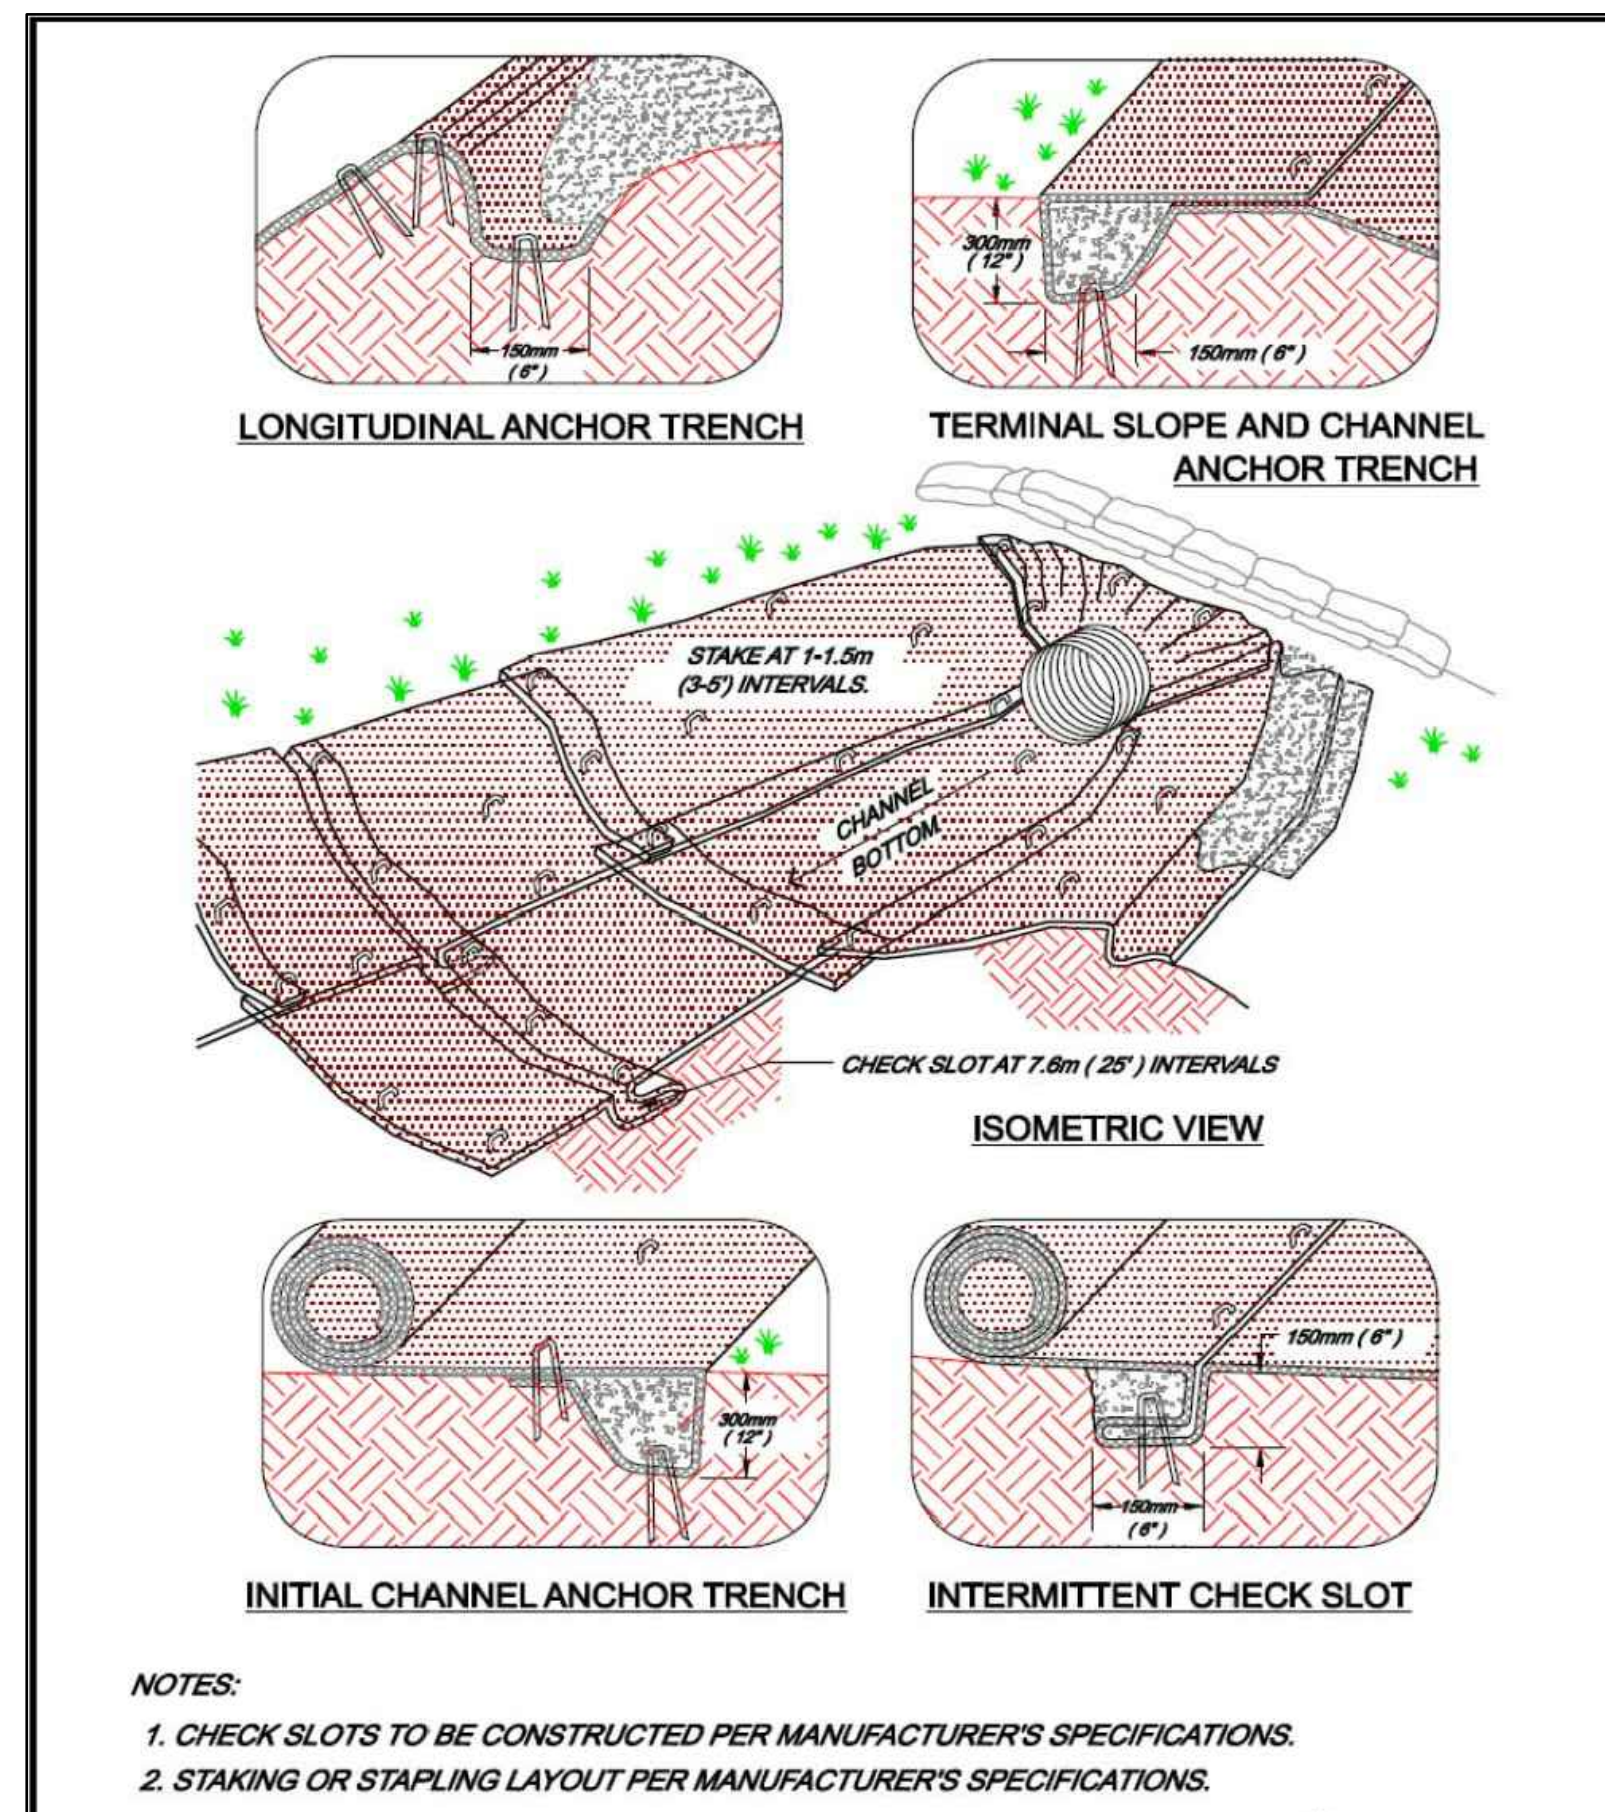 300mm
(12")
150mm (6")
150mm
(6")
LONGITUDINAL ANCHOR TRENCH
TERMINAL SLOPE AND CHANNEL
ANCHOR TRENCH
STAKE AT 1-1.5m
(3-5') INTERVALS.
CHANNEL
BOTTOM
CHECK SLOT AT 7.6m (25') INTERVALS
ISOMETRIC VIEW
150mm (6")
300mm
(12")
150mm
(6")
INITIAL CHANNEL ANCHOR TRENCH
INTERMITTENT CHECK SLOT
NOTES:
1. CHECK SLOTS TO BE CONSTRUCTED PER MANUFACTURER'S SPECIFICATIONS.
2. STAKING OR STAPLING LAYOUT PER MANUFACTURER'S SPECIFICATIONS.